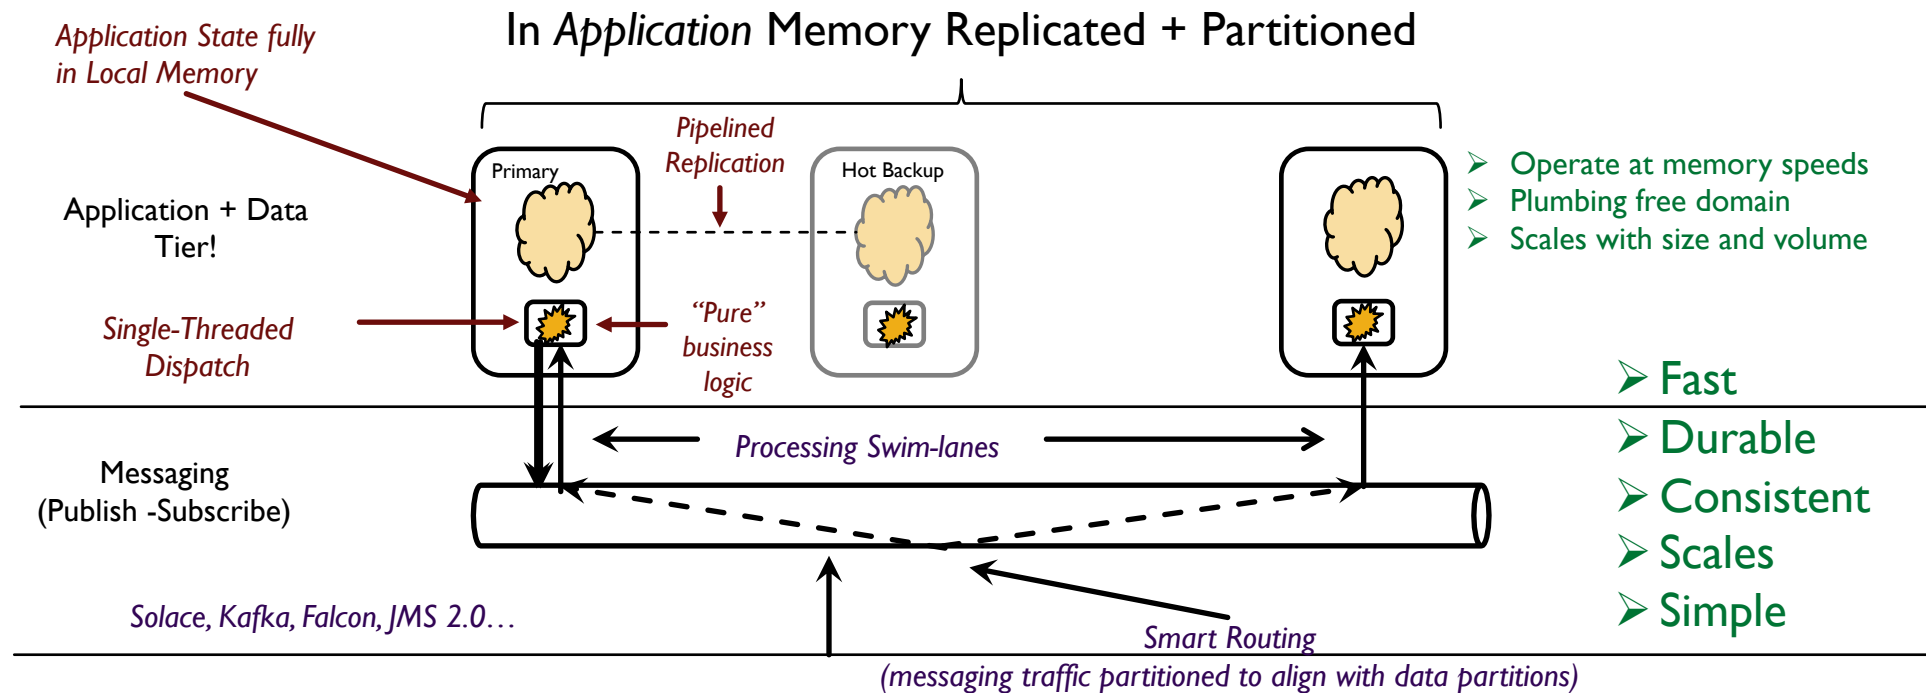 In Application Memory Replicated + Partitioned
Application State fully
in Local Memory
Pipelined
Replication
Primary
Hot Backup
Application + Data
Tier!
➢ Operate at memory speeds
➢ Plumbing free domain
➢ Scales with size and volume
Single-Threaded
Dispatch
“Pure”
business
logic
➢ Fast
➢ Durable
➢ Consistent
➢ Scales
➢ Simple
Processing Swim-lanes
Messaging
(Publish -Subscribe)
Solace, Kafka, Falcon, JMS 2.0…
Smart Routing
(messaging traffic partitioned to align with data partitions)